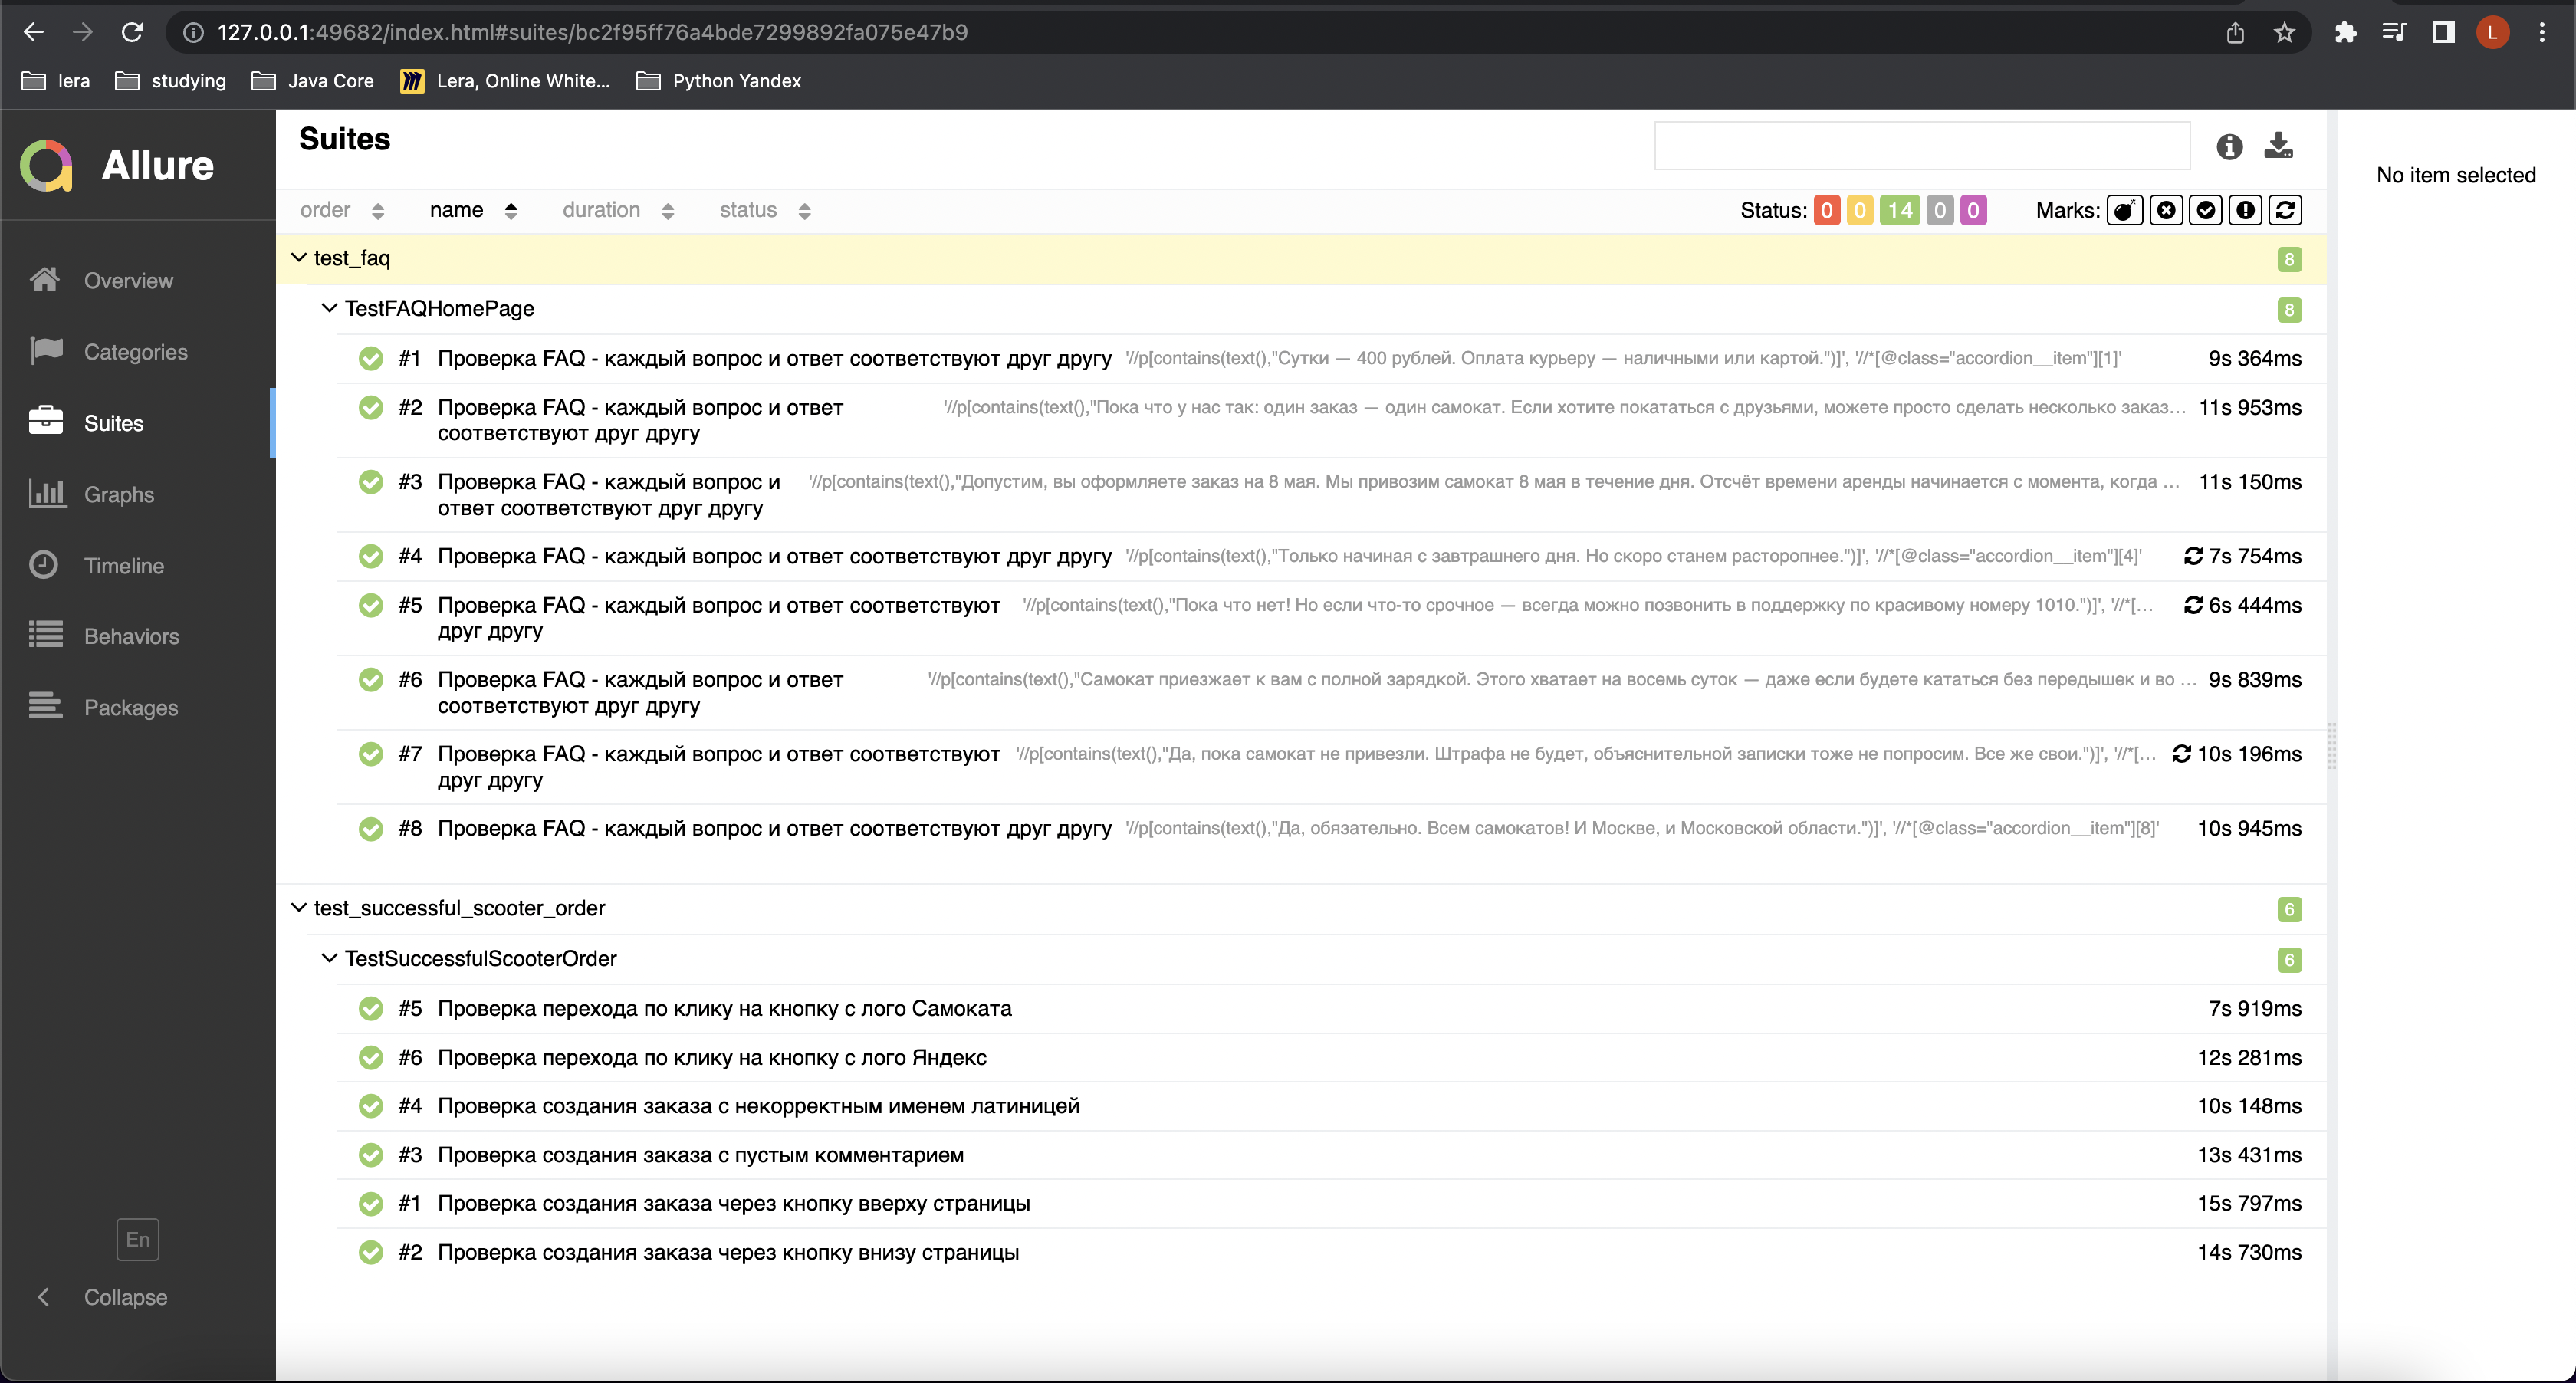 127.0.0.1:49682/index.html#suites/bc2f95ff76a4bde7299892fa075e47b9
L
lera
studying
Java Core
Lera, Online White...
Python Yandex
Allure
Overview
Categories
Suites
Graphs
Timeline
Behaviors
Packages
En
Collapse
Suites
order name duration status
Status: 0 0 14 0 0 Marks:
test_faq 8
TestFAQHomePage 8
#1 Проверка FAQ - каждый вопрос и ответ соответствуют друг другу '//p[contains(text(),"Сутки — 400 рублей. Оплата курьеру — наличными или картой.")]', '//*[@class="accordion__item"][1]' 9s 364ms
#2 Проверка FAQ - каждый вопрос и ответ '//p[contains(text(),"Пока что у нас так: один заказ — один самокат. Если хотите покататься с друзьями, можете просто сделать несколько заказ... 11s 953ms
соответствуют друг другу
#3 Проверка FAQ - каждый вопрос и '//p[contains(text(),"Допустим, вы оформляете заказ на 8 мая. Мы привозим самокат 8 мая в течение дня. Отсчёт времени аренды начинается с момента, когда ... 11s 150ms
ответ соответствуют друг другу
#4 Проверка FAQ - каждый вопрос и ответ соответствуют друг другу '//p[contains(text(),"Только начиная с завтрашнего дня. Но скоро станем расторопнее.")]', '//*[@class="accordion__item"][4]' 7s 754ms
#5 Проверка FAQ - каждый вопрос и ответ соответствуют '//p[contains(text(),"Пока что нет! Но если что-то срочное — всегда можно позвонить в поддержку по красивому номеру 1010.")]', '//*[... 6s 444ms
друг другу
#6 Проверка FAQ - каждый вопрос и ответ '//p[contains(text(),"Самокат приезжает к вам с полной зарядкой. Этого хватает на восемь суток — даже если будете кататься без передышек и во ... 9s 839ms
соответствуют друг другу
#7 Проверка FAQ - каждый вопрос и ответ соответствуют '//p[contains(text(),"Да, пока самокат не привезли. Штрафа не будет, объяснительной записки тоже не попросим. Все же свои.")]', '//*[... 10s 196ms
друг другу
#8 Проверка FAQ - каждый вопрос и ответ соответствуют друг другу '//p[contains(text(),"Да, обязательно. Всем самокатов! И Москве, и Московской области.")]', '//*[@class="accordion__item"][8]' 10s 945ms
test_successful_scooter_order 6
TestSuccessfulScooterOrder 6
#5 Проверка перехода по клику на кнопку с лого Самоката 7s 919ms
#6 Проверка перехода по клику на кнопку с лого Яндекс 12s 281ms
#4 Проверка создания заказа с некорректным именем латиницей 10s 148ms
#3 Проверка создания заказа с пустым комментарием 13s 431ms
#1 Проверка создания заказа через кнопку вверху страницы 15s 797ms
#2 Проверка создания заказа через кнопку внизу страницы 14s 730ms
No item selected